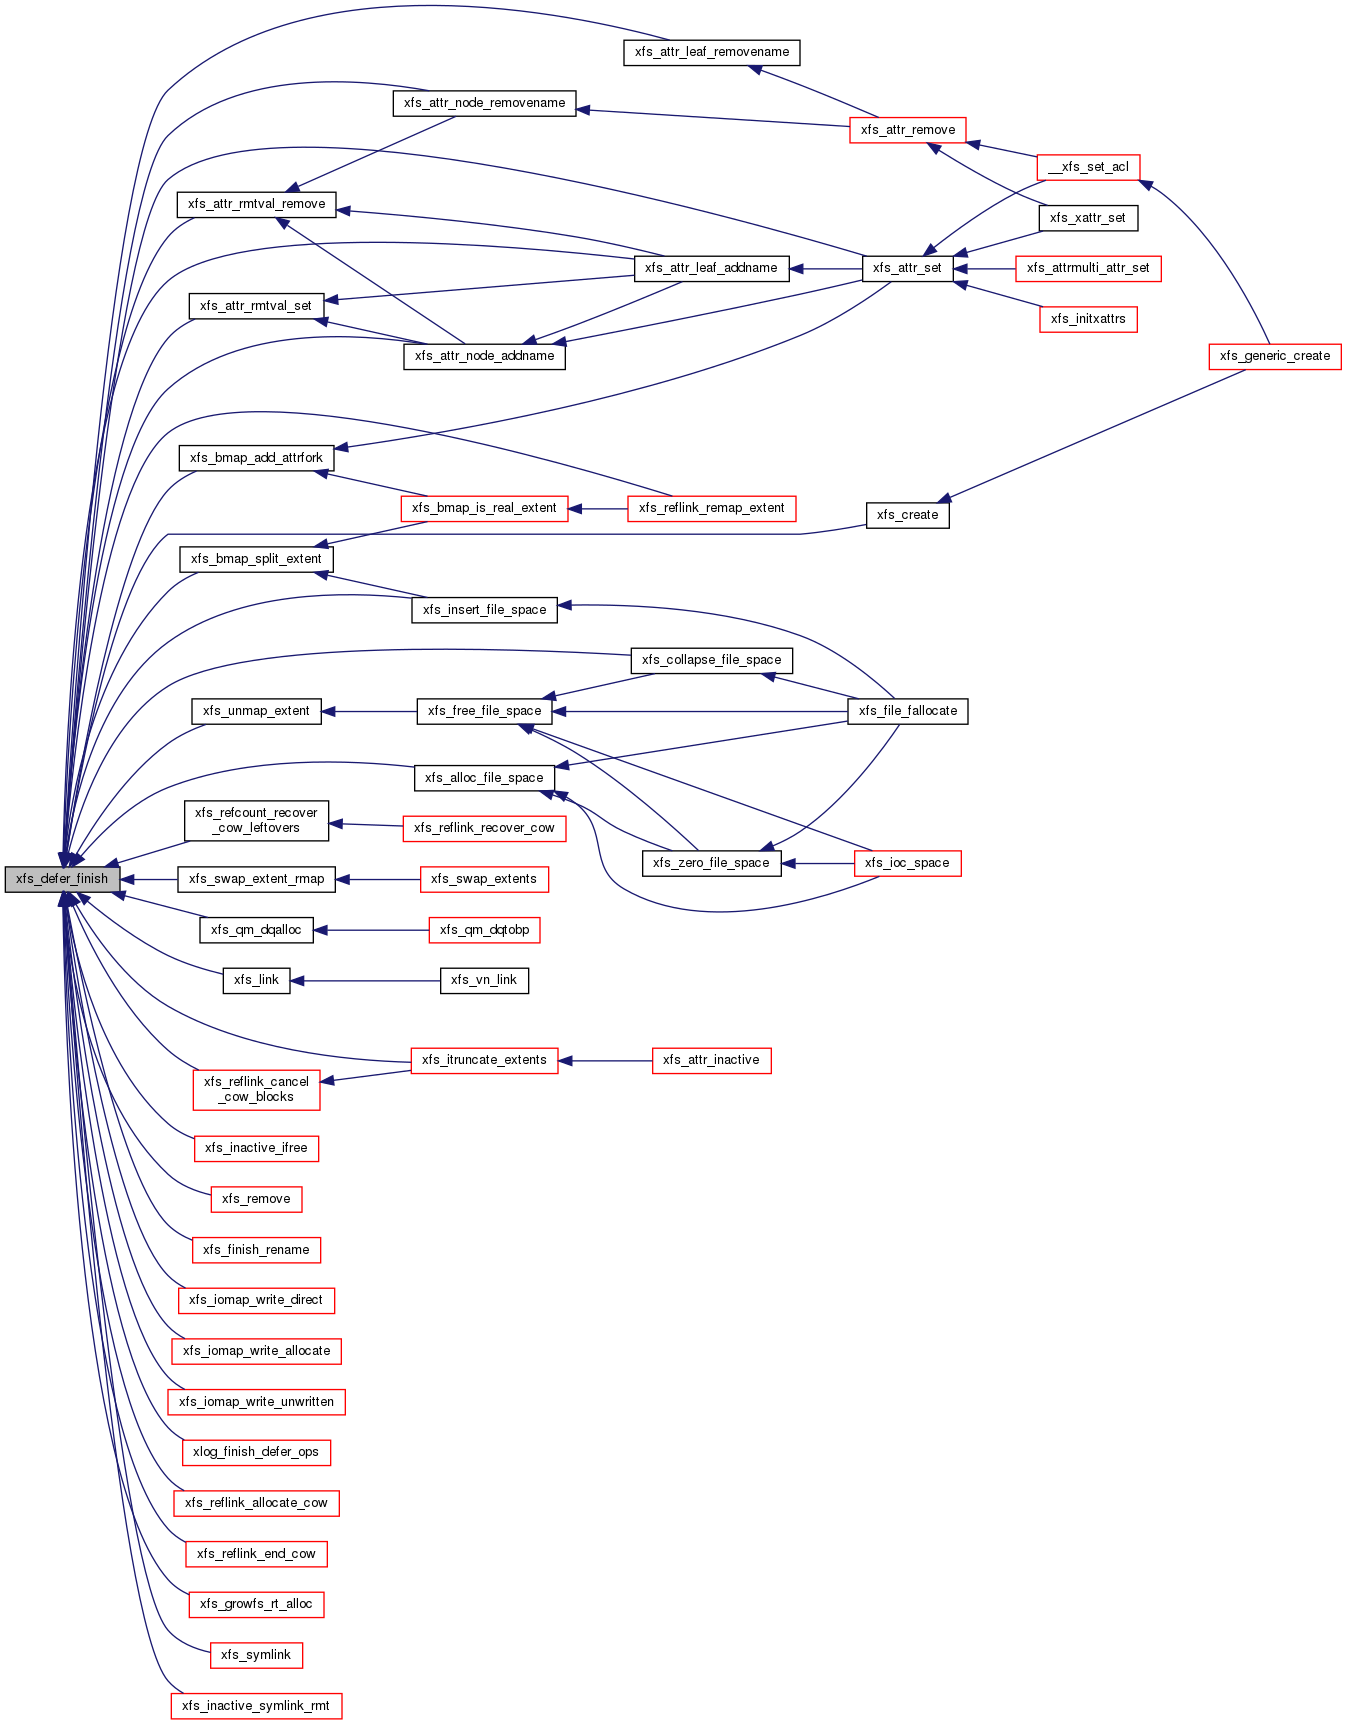 xfs_attr_leaf_removename
xfs_attr_node_removename
xfs_attr_remove
__xfs_set_acl
xfs_attr_rmtval_remove
xfs_xattr_set
xfs_attr_leaf_addname
xfs_attr_set
xfs_attrmulti_attr_set
xfs_attr_rmtval_set
xfs_initxattrs
xfs_attr_node_addname
xfs_generic_create
xfs_bmap_add_attrfork
xfs_bmap_is_real_extent
xfs_reflink_remap_extent
xfs_create
xfs_bmap_split_extent
xfs_insert_file_space
xfs_collapse_file_space
xfs_unmap_extent
xfs_free_file_space
xfs_file_fallocate
xfs_alloc_file_space
xfs_refcount_recover
_cow_leftovers
xfs_reflink_recover_cow
xfs_zero_file_space
xfs_ioc_space
xfs_defer_finish
xfs_swap_extent_rmap
xfs_swap_extents
xfs_qm_dqalloc
xfs_qm_dqtobp
xfs_link
xfs_vn_link
xfs_itruncate_extents
xfs_attr_inactive
xfs_reflink_cancel
_cow_blocks
xfs_inactive_ifree
xfs_remove
xfs_finish_rename
xfs_iomap_write_direct
xfs_iomap_write_allocate
xfs_iomap_write_unwritten
xlog_finish_defer_ops
xfs_reflink_allocate_cow
xfs_reflink_end_cow
xfs_growfs_rt_alloc
xfs_symlink
xfs_inactive_symlink_rmt